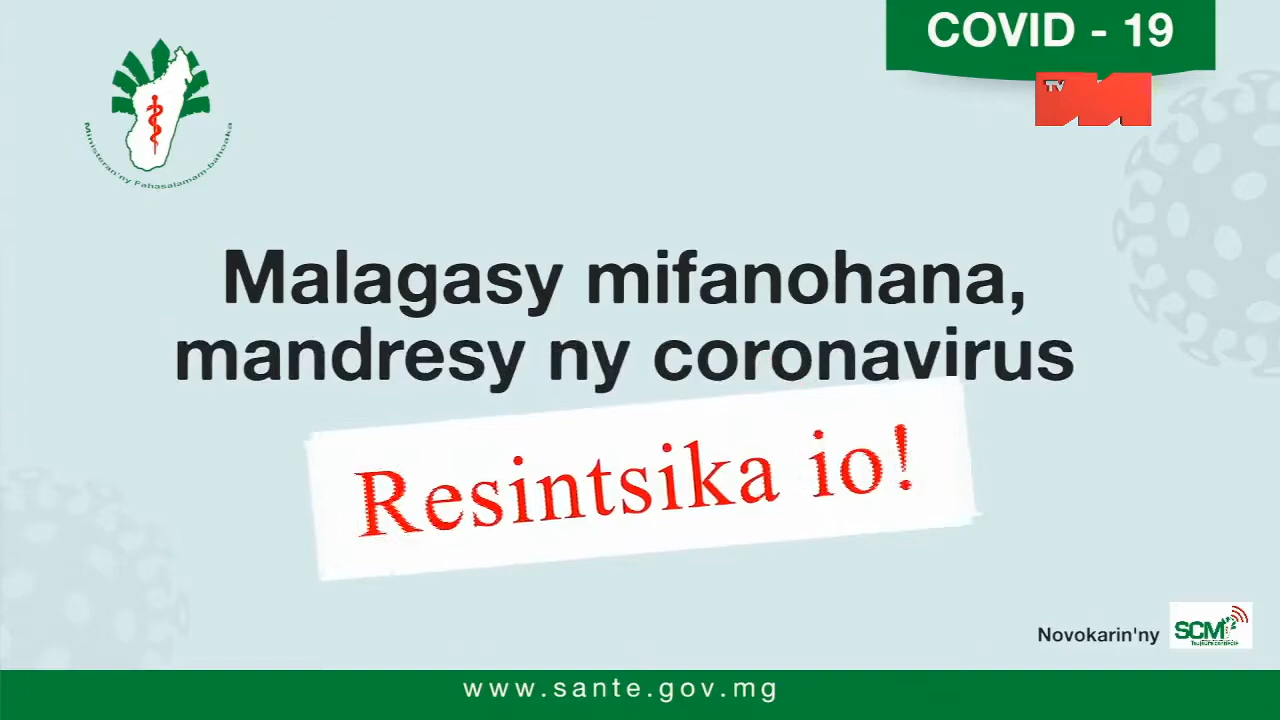 COVID - 19
TV
Ministeran'ny Fahasalamam-bahoaka
Malagasy mifanohana,
mandresy ny coronavirus
Resintsika io!
Novokarin'ny
SCM
www.sante.gov.mg